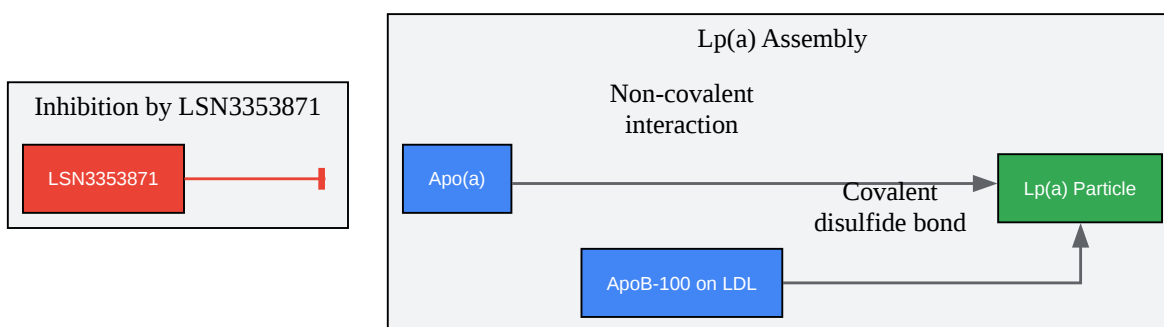 Inhibition by LSN3353871
LSN3353871
Lp(a) Assembly
Non-covalent
interaction
Apo(a)
Covalent
disulfide bond
Lp(a) Particle
ApoB-100 on LDL